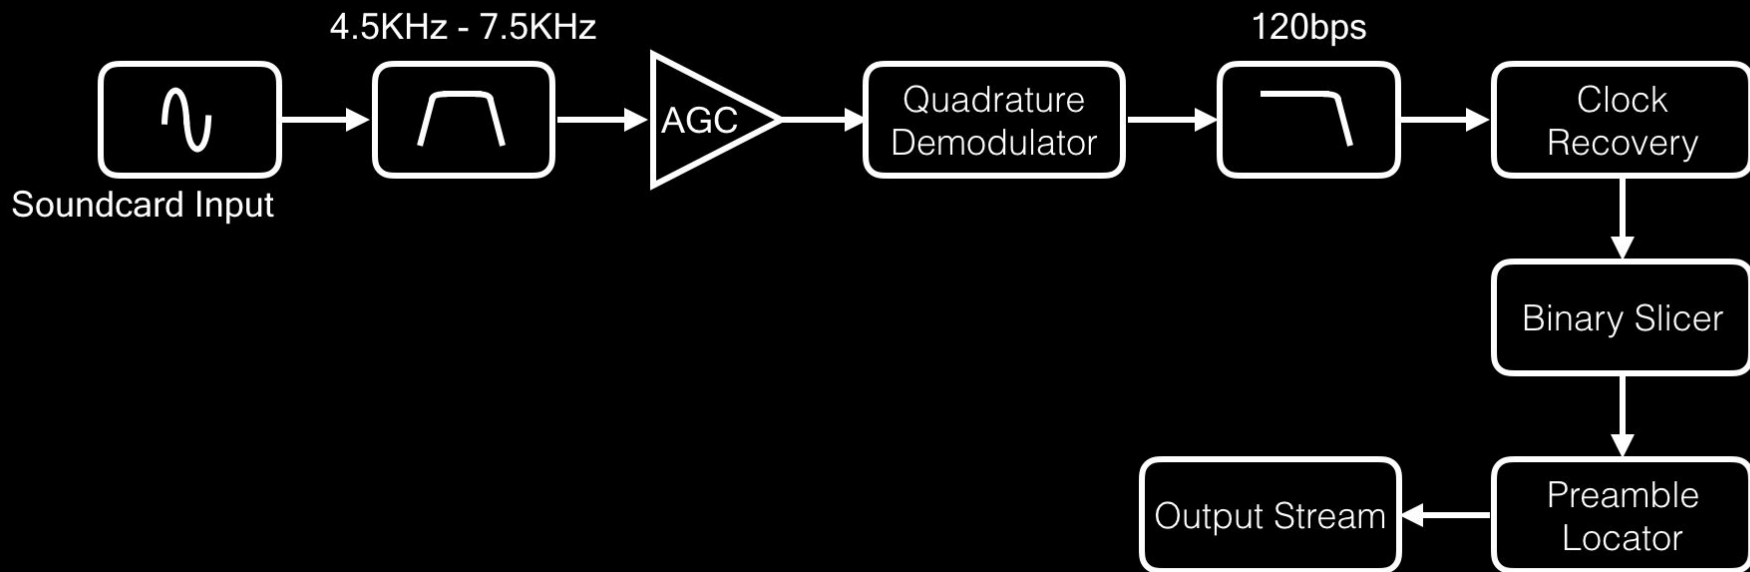 4.5KHz - 7.5KHz
120bps
AGC
Quadrature
Demodulator
Clock
Recovery
Soundcard Input
Binary Slicer
Preamble
Locator
Output Stream